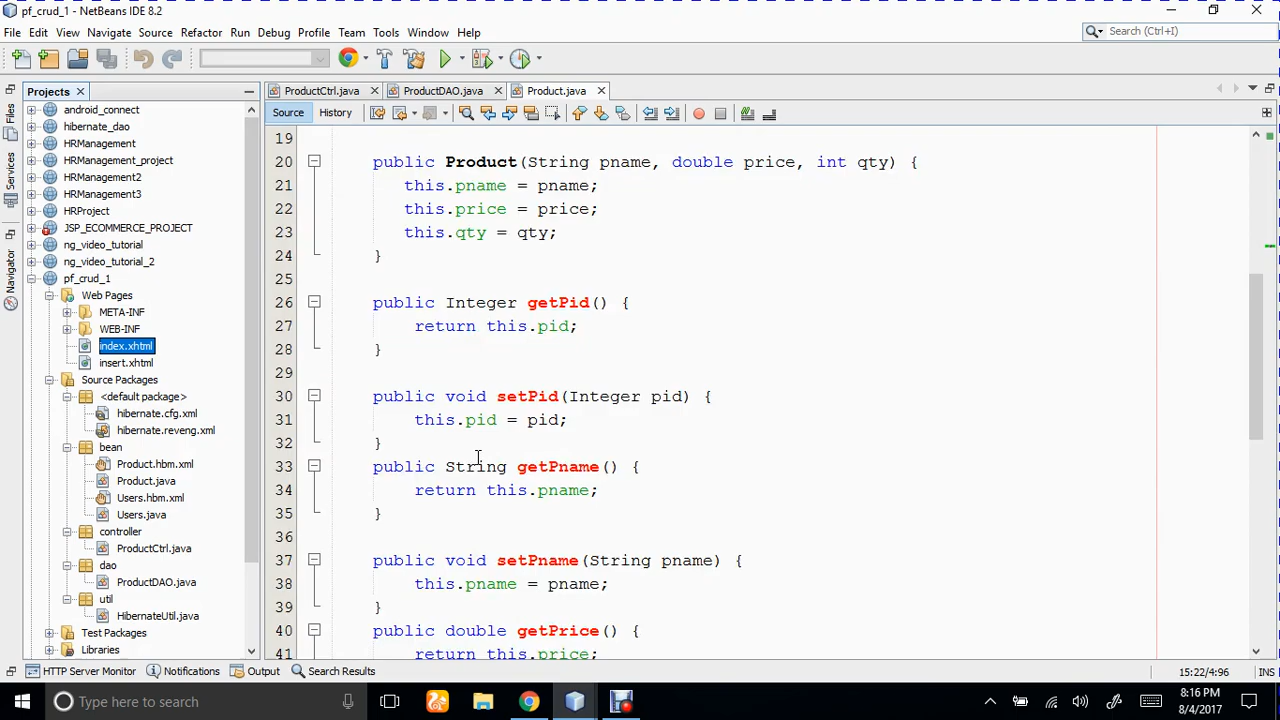 pf_crud_1 - NetBeans IDE 8.2
File Edit View Navigate Source Refactor Run Debug Profile Team Tools Window Help
Search (Ctrl+I)
Projects
ProductCtrl.java ProductDAO.java Product.java
Source History
Files
Services
Navigator
android_connect
hibernate_dao
HRManagement
HRManagement_project
HRManagement2
HRManagement3
HRProject
JSP_ECOMMERCE_PROJECT
ng_video_tutorial
ng_video_tutorial_2
pf_crud_1
Web Pages
META-INF
WEB-INF
index.xhtml
insert.xhtml
Source Packages
<default package>
hibernate.cfg.xml
hibernate.reveng.xml
bean
Product.hbm.xml
Product.java
Users.hbm.xml
Users.java
controller
ProductCtrl.java
dao
ProductDAO.java
util
HibernateUtil.java
Test Packages
Libraries
19
20 public Product(String pname, double price, int qty) {
21 this.pname = pname;
22 this.price = price;
23 this.qty = qty;
24 }
25
26 public Integer getPid() {
27 return this.pid;
28 }
29
30 public void setPid(Integer pid) {
31 this.pid = pid;
32 }
33 public String getPname() {
34 return this.pname;
35 }
36
37 public void setPname(String pname) {
38 this.pname = pname;
39 }
40 public double getPrice() {
41 return this.price;
HTTP Server Monitor Notifications Output Search Results
15:22/4:96 INS
Type here to search
8:16 PM
8/4/2017